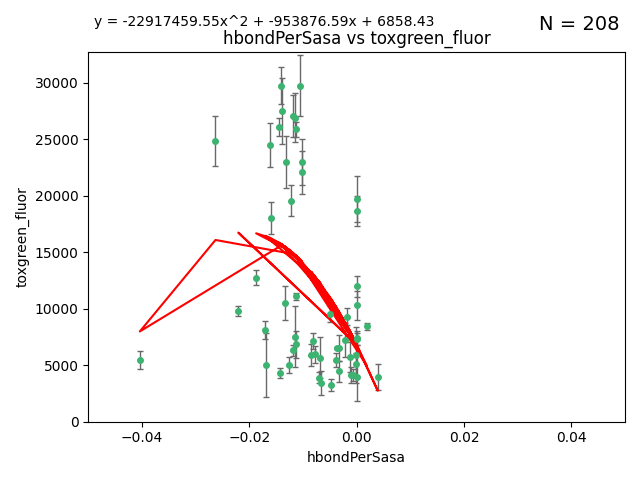 y = -22917459.55x^2 + -953876.59x + 6858.43
N = 208
hbondPerSasa vs toxgreen_fluor
toxgreen_fluor
30000
25000
20000
15000
10000
5000
0
−0.04
−0.02
0.00
0.02
0.04
hbondPerSasa